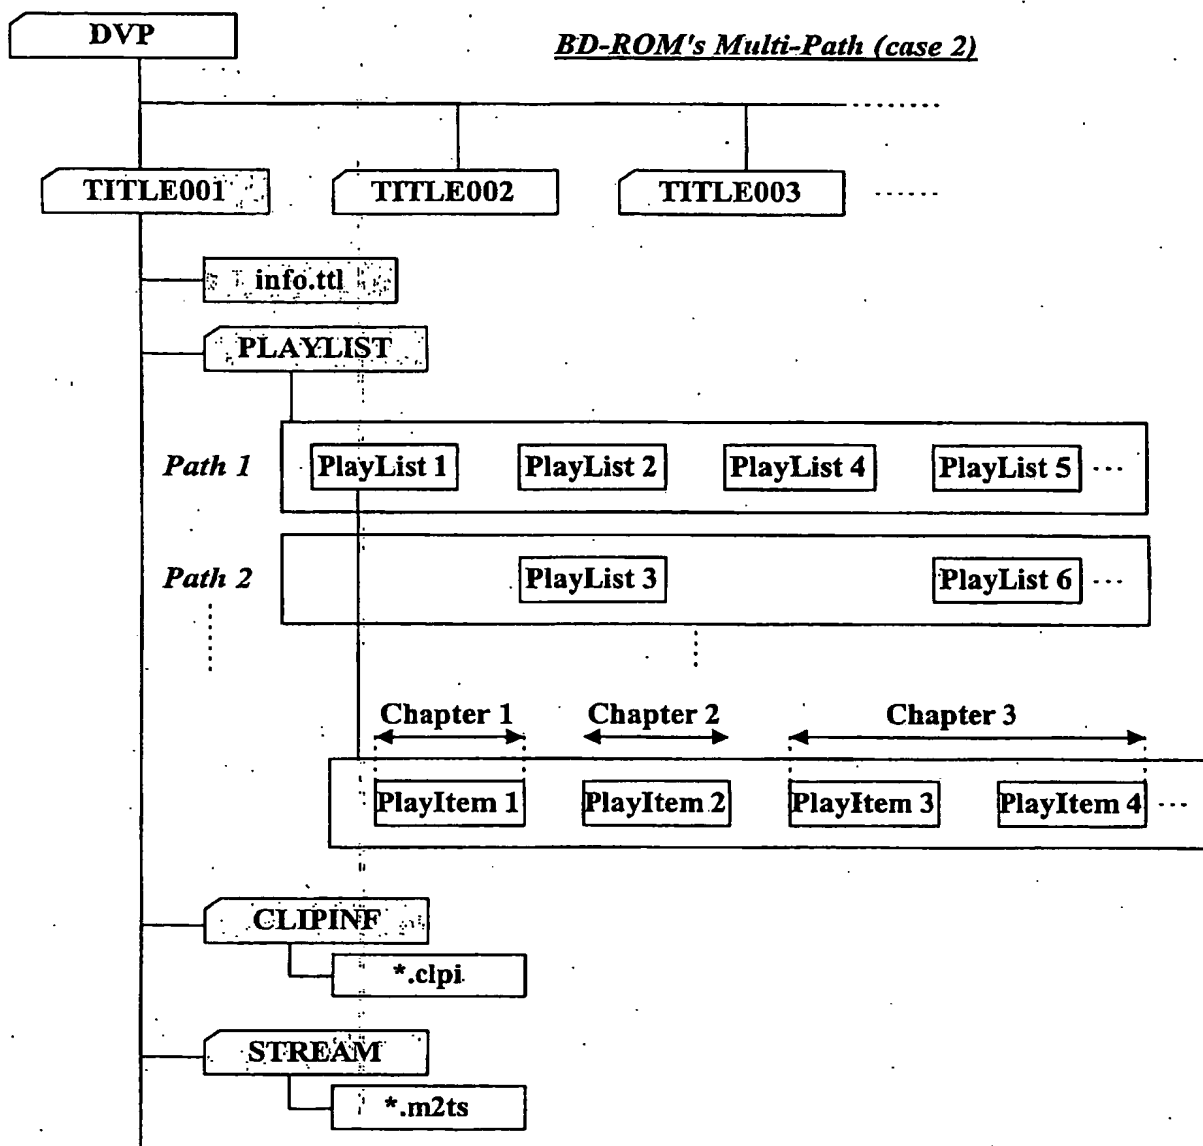 DVP
BD-ROM's Multi-Path (case 2)
TITLE001 TITLE002 TITLE003
info.ttl
PLAYLIST
Path 1 PlayList 1 PlayList 2 PlayList 4 PlayList 5 ...
Path 2 PlayList 3 PlayList 6 ...
Chapter 1 Chapter 2 Chapter 3
PlayItem 1 PlayItem 2 PlayItem 3 PlayItem 4 ...
CLIPINF
*.clpi
STREAM
*.m2ts